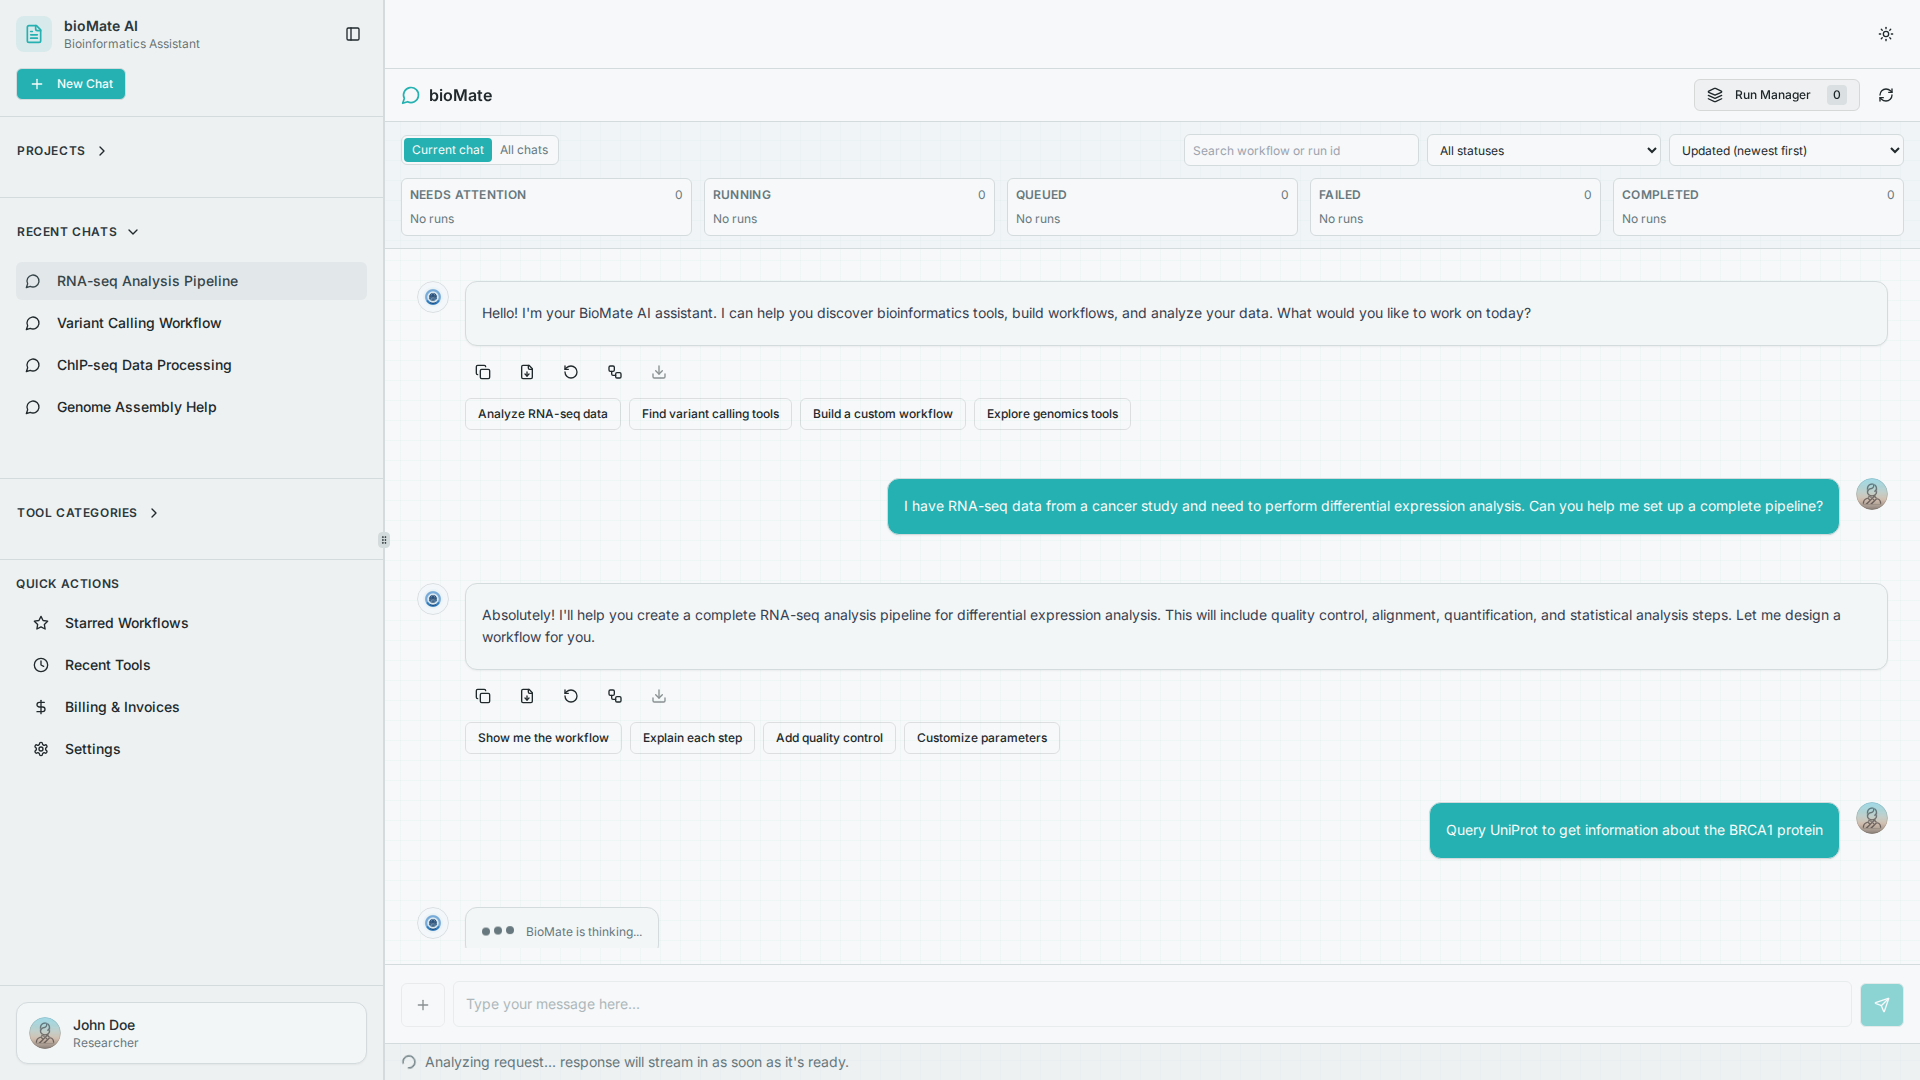 bioMate AI
Bioinformatics Assistant
New Chat
PROJECTS
RECENT CHATS
RNA-seq Analysis Pipeline
Variant Calling Workflow
ChIP-seq Data Processing
Genome Assembly Help
TOOL CATEGORIES
QUICK ACTIONS
Starred Workflows
Recent Tools
Billing & Invoices
Settings
John Doe
Researcher
bioMate
Run Manager 0
Current chat All chats
Search workflow or run id
All statuses
Updated (newest first)
NEEDS ATTENTION 0
No runs
RUNNING 0
No runs
QUEUED 0
No runs
FAILED 0
No runs
COMPLETED 0
No runs
Hello! I'm your BioMate AI assistant. I can help you discover bioinformatics tools, build workflows, and analyze your data. What would you like to work on today?
Analyze RNA-seq data
Find variant calling tools
Build a custom workflow
Explore genomics tools
I have RNA-seq data from a cancer study and need to perform differential expression analysis. Can you help me set up a complete pipeline?
Absolutely! I'll help you create a complete RNA-seq analysis pipeline for differential expression analysis. This will include quality control, alignment, quantification, and statistical analysis steps. Let me design a
workflow for you.
Show me the workflow
Explain each step
Add quality control
Customize parameters
Query UniProt to get information about the BRCA1 protein
BioMate is thinking...
Type your message here...
Analyzing request... response will stream in as soon as it's ready.